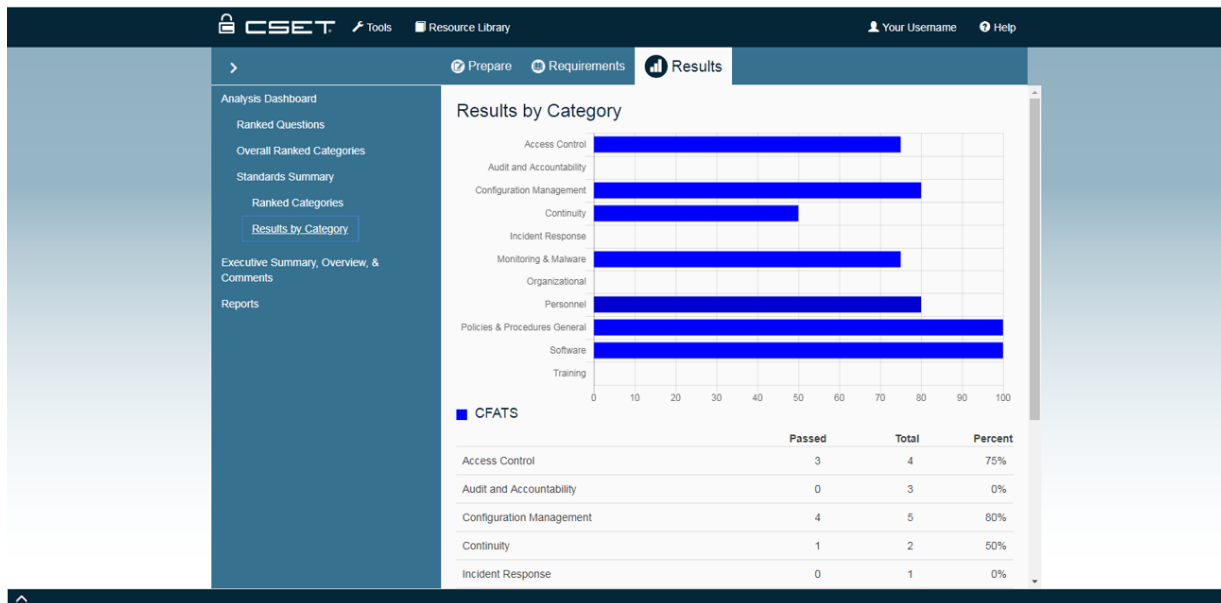 CSET Tools Resource Library Your Username Help
Prepare Requirements Results
Analysis Dashboard
Ranked Questions
Overall Ranked Categories
Standards Summary
Ranked Categories
Results by Category
Executive Summary, Overview, &
Comments
Reports
Results by Category
Access Control
Audit and Accountability
Configuration Management
Continuity
Incident Response
Monitoring & Malware
Organizational
Personnel
Policies & Procedures General
Software
Training
0 10 20 30 40 50 60 70 80 90 100
CFATS
Passed Total Percent
Access Control 3 4 75%
Audit and Accountability 0 3 0%
Configuration Management 4 5 80%
Continuity 1 2 50%
Incident Response 0 1 0%